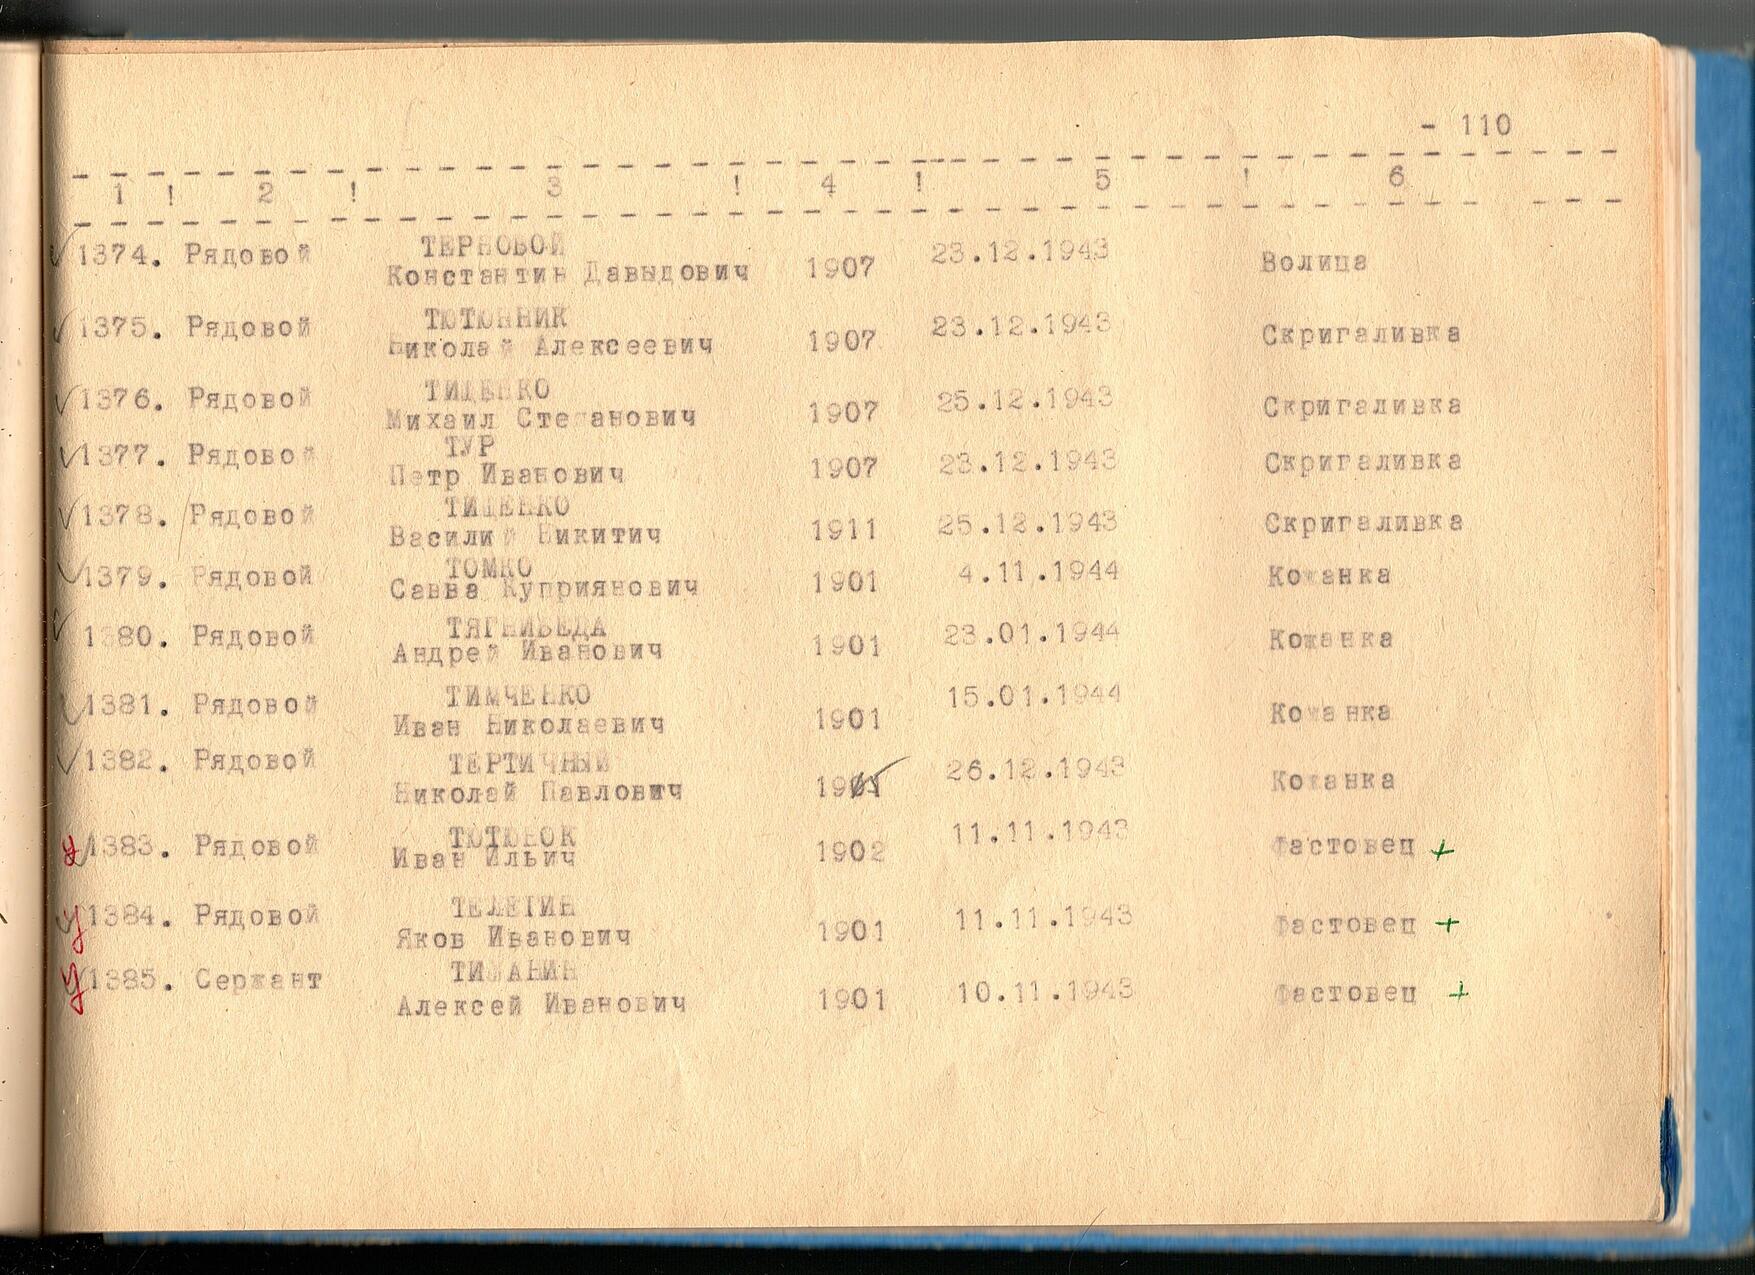 - 110
1 ! 2 ! 3 ! 4 ! 5 ! 6
1374. Рядовой ТЕРНОВОЙ 23.12.1943
Константин Давыдович 1907 Волица
1375. Рядовой ТЮТЮННИК 23.12.1943
Николай Алексеевич 1907 Скригаливка
1376. Рядовой ТИЩЕНКО 25.12.1943
Михаил Степанович 1907 Скригаливка
1377. Рядовой ТУР 23.12.1943 Скригаливка
Петр Иванович 1907
1378. Рядовой ТИЩЕНКО 25.12.1943 Скригаливка
Василий Никитич 1911
1379. Рядовой ТОМКО 4.11.1944 Кожанка
Савва Куприянович 1901
1380. Рядовой ТЯГНИБЕДА 23.01.1944 Кожанка
Андрей Иванович 1901
1381. Рядовой ТИМЧЕНКО 15.01.1944
Иван Николаевич 1901 Кожанка
1382. Рядовой ТЕРТИЧНЫЙ 26.12.1943
Николай Павлович Кожанка
1383. Рядовой ТЮТЮНОК 11.11.1943 Фастовец +
Иван Ильич 1902
1384. Рядовой ТЕЛЕГИН 11.11.1943 Фастовец +
Яков Иванович 1901
1385. Сержант 10.11.1943 Фастовец +
Алексей Иванович 1901